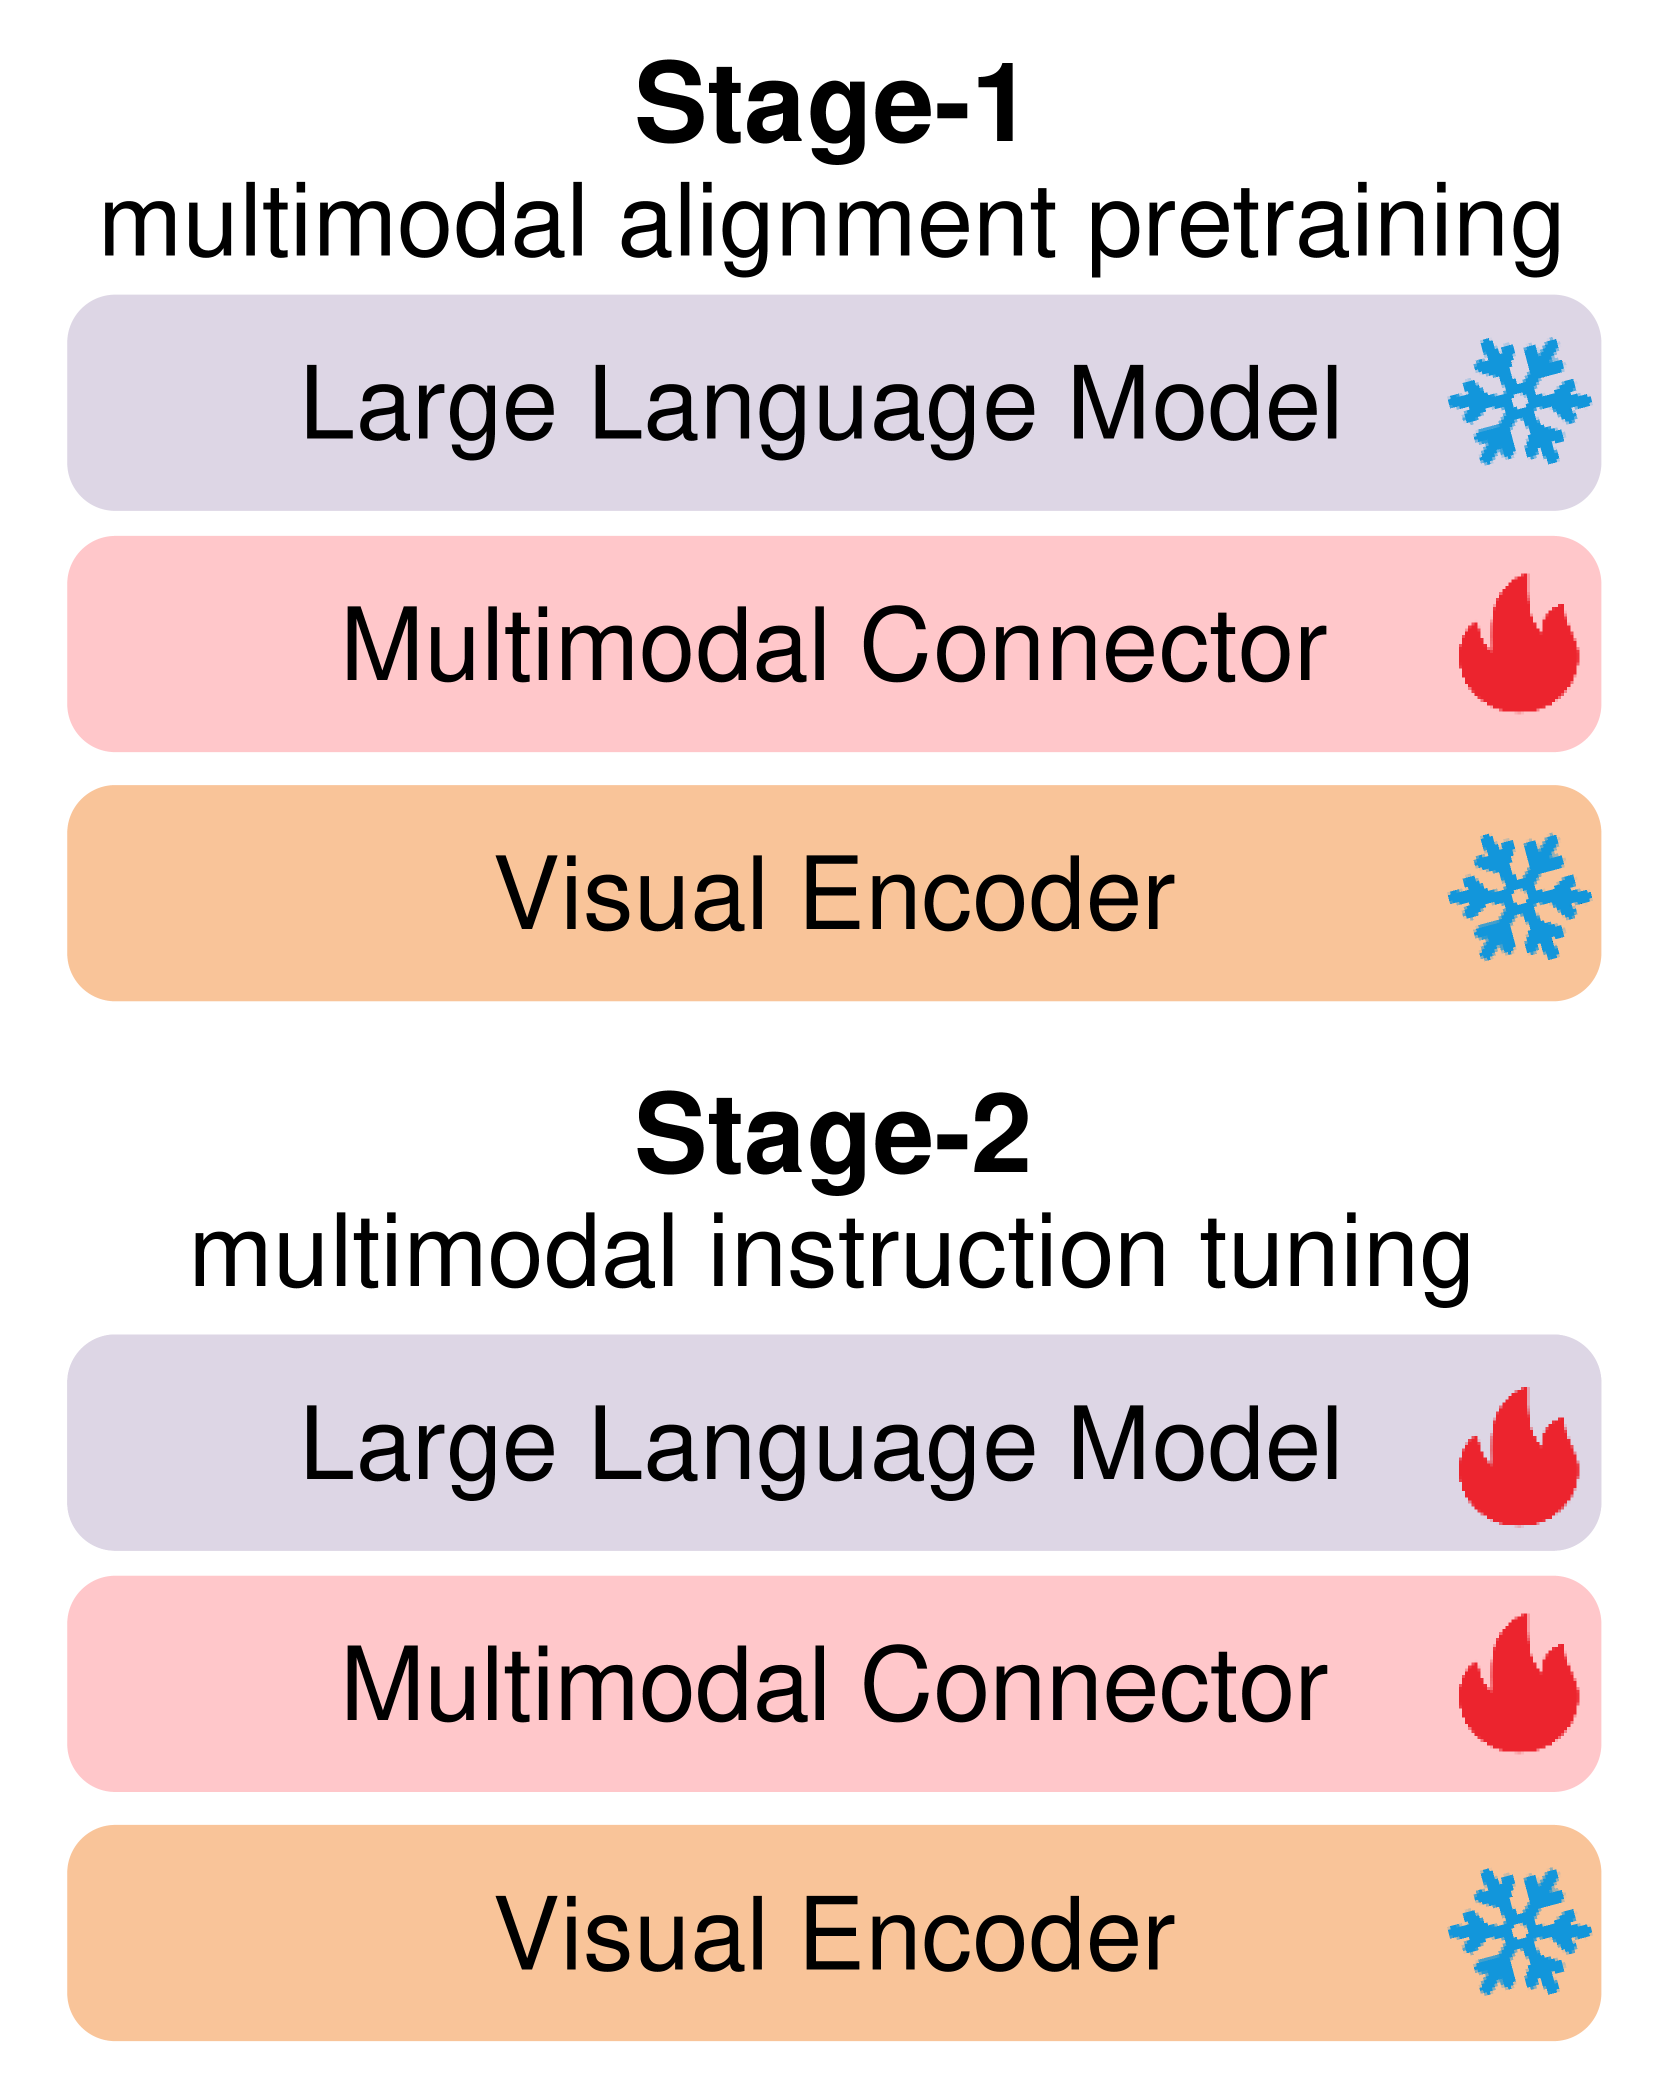 Stage-1
multimodal alignment pretraining
Large Language Model
Multimodal Connector
Visual Encoder
Stage-2
multimodal instruction tuning
Large Language Model
Multimodal Connector
Visual Encoder